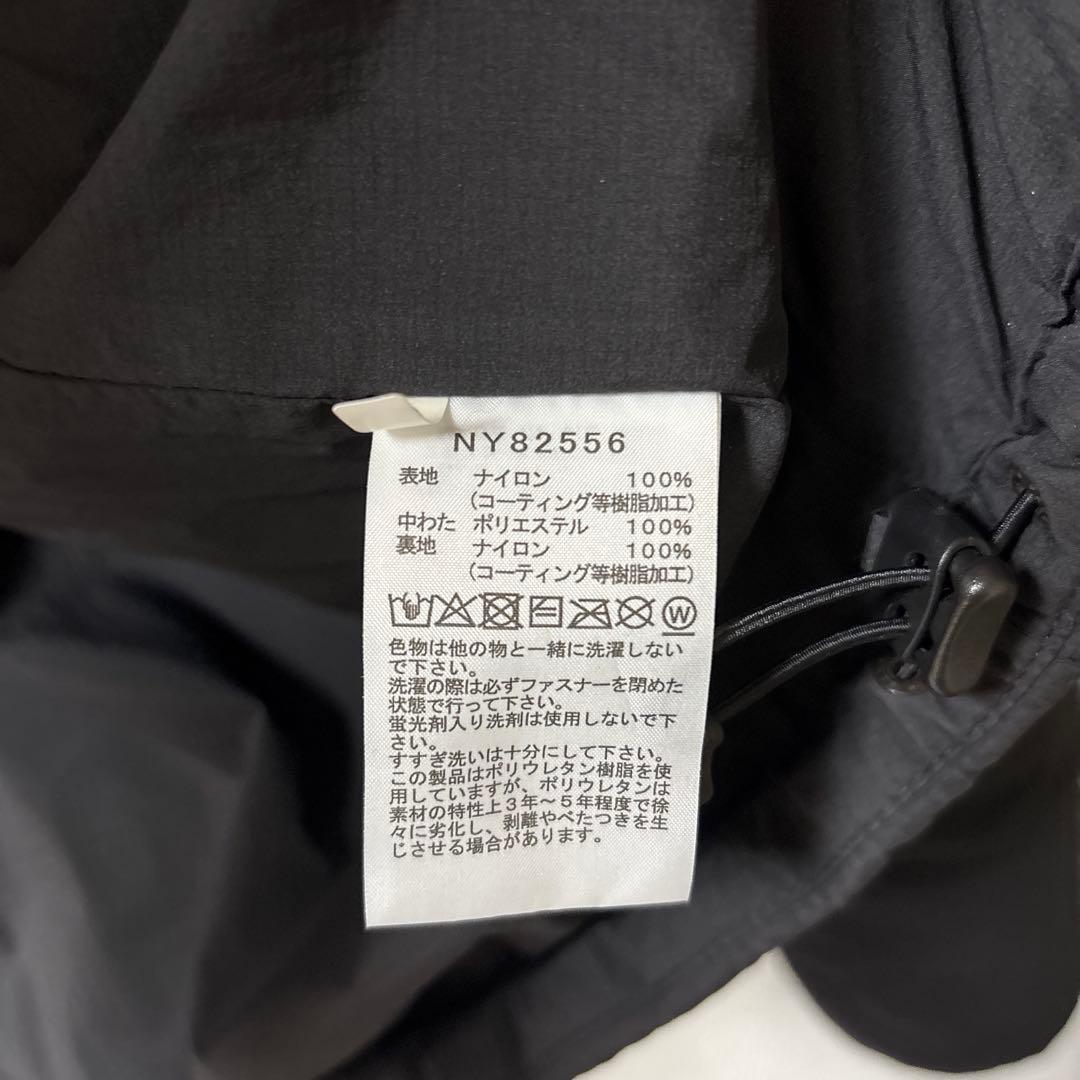 NY82556
表地 ナイロン 100%
(コーティング等樹脂加工)
中わた ポリエステル 100%
裏地 ナイロン 100%
(コーティング等樹脂加工)
W
色物は他の物と一緒に洗濯しない
で下さい。
洗濯の際は必ずファスナーを閉めた
状態で行って下さい。
蛍光剤入り洗剤は使用しないで下
さい。
すすぎ洗いは十分にして下さい。
この製品はポリウレタン樹脂を使
用していますが、ポリウレタンは
素材の特性上3年~5年程度で徐
々に劣化し、剥離やべたつきを生
じさせる場合があります。